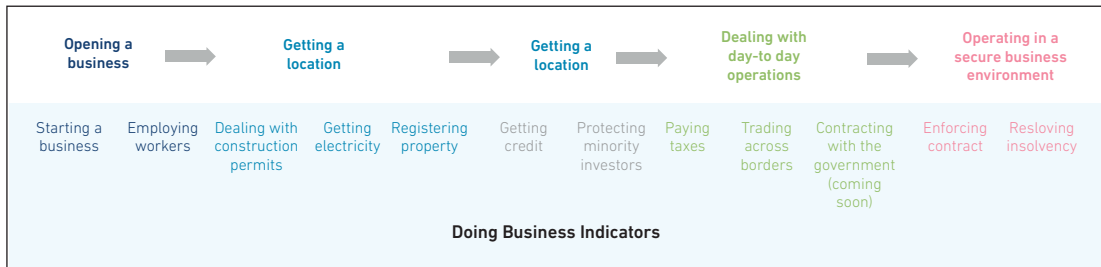 Opening a
business
Getting a
location
Getting a
location
Dealing with
day-to day
operations
Operating in a
secure business
environment
Starting a
business
Employing
workers
Dealing with
construction
permits
Getting
electricity
Registering
property
Getting
credit
Protecting
minority
investors
Paying
taxes
Trading
across
borders
Contracting
with the
government
(coming
soon)
Enforcing
contract
Resloving
insolvency
Doing Business Indicators